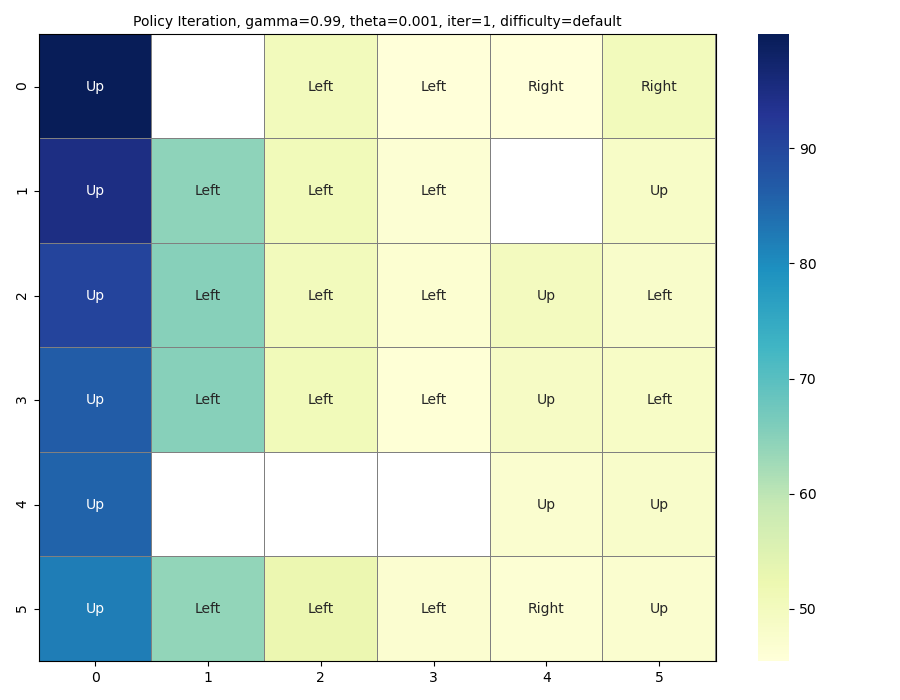 Policy Iteration, gamma=0.99, theta=0.001, iter=1, difficulty=default
0 Up Left Left Right Right
1 Up Left Left Left Up
2 Up Left Left Left Up Left
3 Up Left Left Left Up Left
4 Up Up Up
5 Up Left Left Left Right Up
0 1 2 3 4 5
90
80
70
60
50